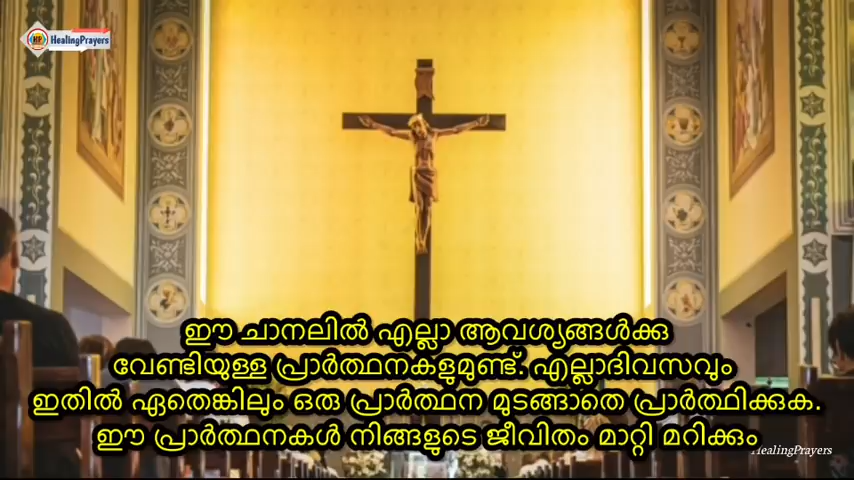 HealingPrayers
ഈ ചാനലിൽ എല്ലാ ആവശ്യങ്ങൾക്കു
വേണ്ടിയുള്ള പ്രാർത്ഥനകളുമുണ്ട്. എല്ലാദിവസവും
ഇതിൽ ഏതെങ്കിലും ഒരു പ്രാർത്ഥന മുടങ്ങാതെ പ്രാർത്ഥിക്കുക.
ഈ പ്രാർത്ഥനകൾ നിങ്ങളുടെ ജീവിതം മാറ്റി മറിക്കും
HealingPrayers